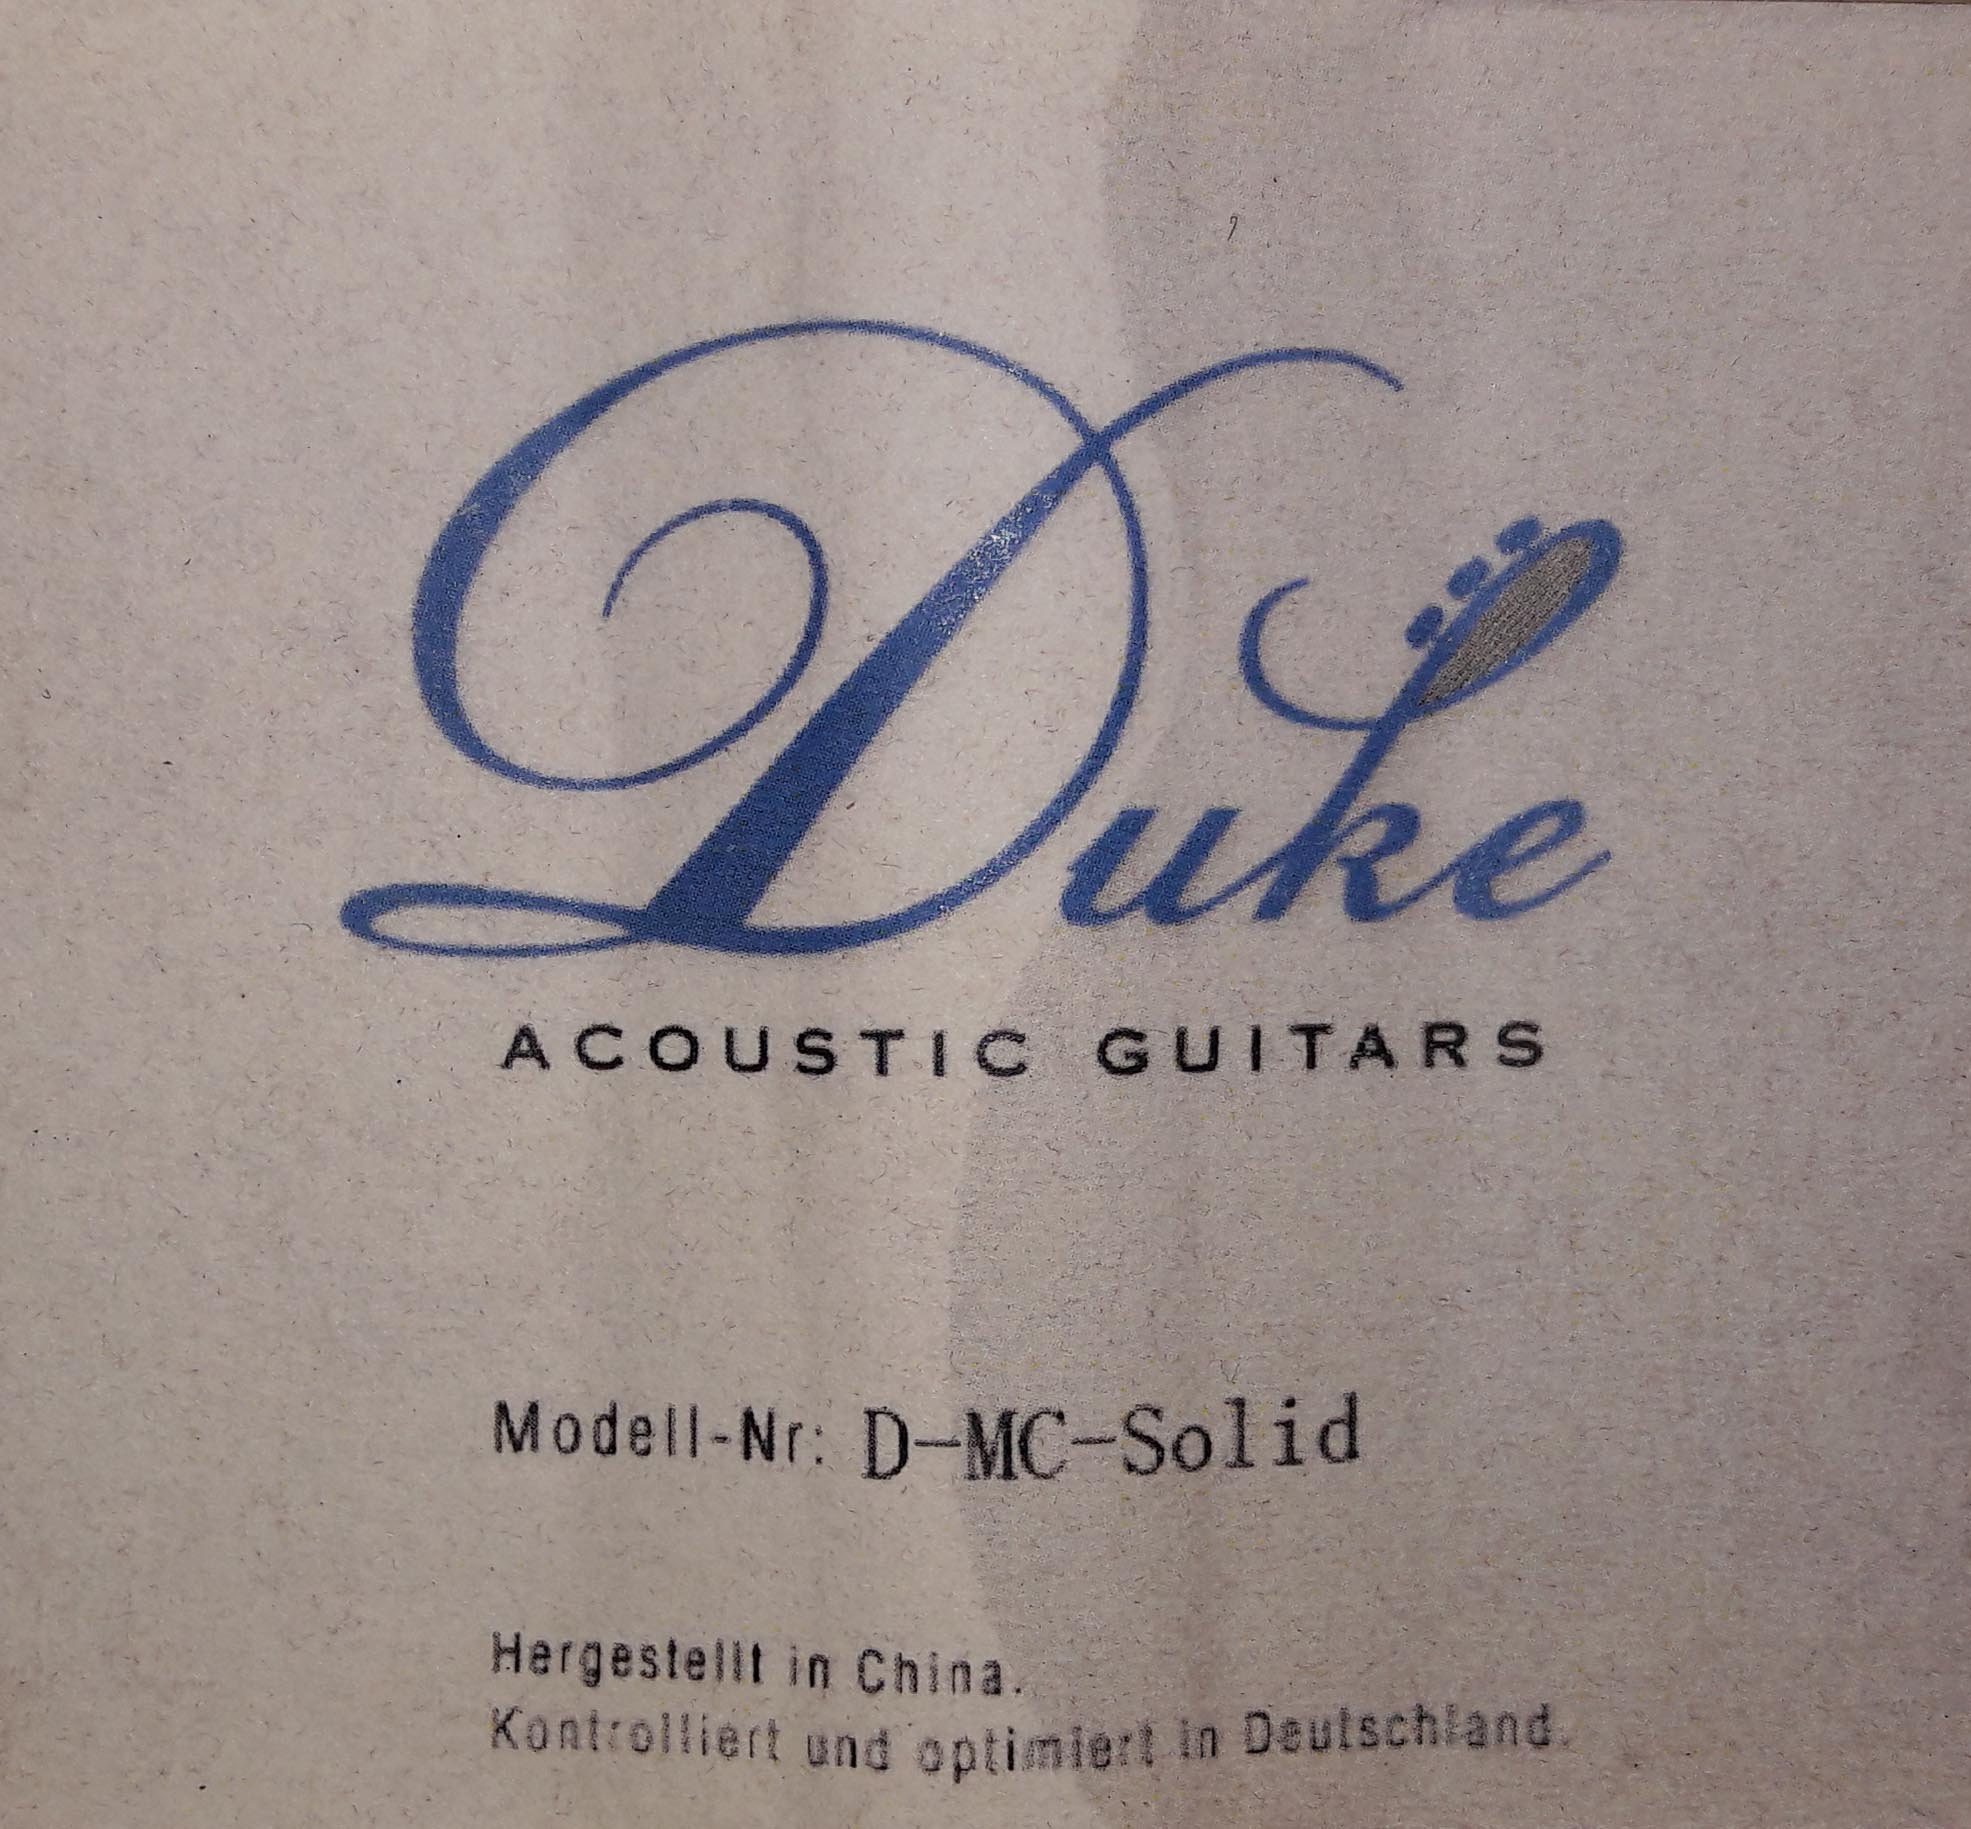 Duke
ACOUSTIC GUITARS
Modell-Nr: D-MC-Solid
Hergestellt in China.
Kontrolliert und optimiert in Deutschland.